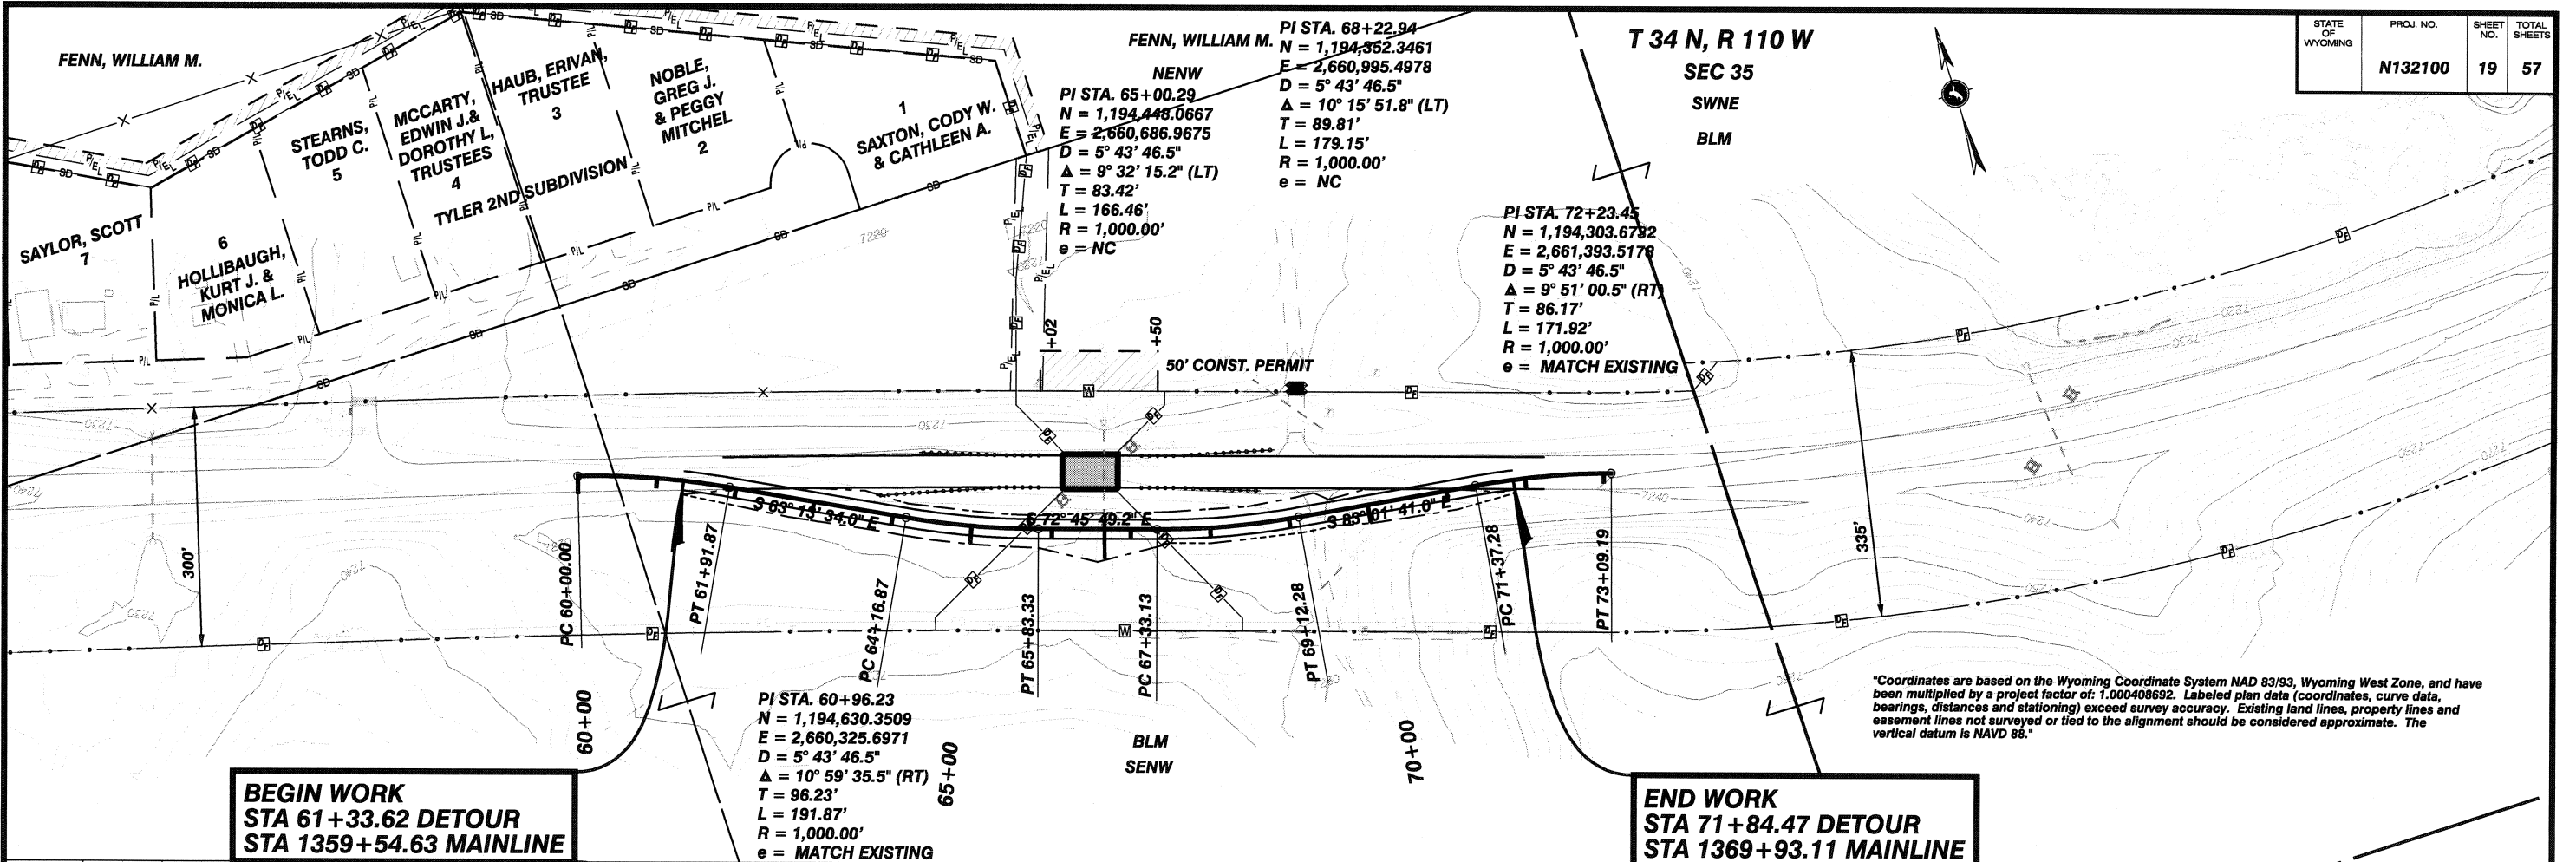 FENN, WILLIAM M.
STEARNS,
TODD C.
5
MCCARTY,
EDWIN J.&
DOROTHY L,
TRUSTEES
4
HAUB, ERIVAN,
TRUSTEE
3
NOBLE,
GREG J.
& PEGGY
MITCHEL
2
1
SAXTON, CODY W.
& CATHLEEN A.
TYLER 2ND SUBDIVISION
SAYLOR, SCOTT
7
6
HOLLIBAUGH,
KURT J. &
MONICA L.
FENN, WILLIAM M.
NENW
PI STA. 65+00.29
N = 1,194,448.0667
E = 2,660,686.9675
D = 5° 43' 46.5"
Δ = 9° 32' 15.2" (LT)
T = 83.42'
L = 166.46'
R = 1,000.00'
e = NC
PI STA. 68+22.94
N = 1,194,352.3461
E = 2,660,995.4978
D = 5° 43' 46.5"
Δ = 10° 15' 51.8" (LT)
T = 89.81'
L = 179.15'
R = 1,000.00'
e = NC
T 34 N, R 110 W
SEC 35
SWNE
BLM
STATE
OF
WYOMING
PROJ. NO.
N132100
SHEET
NO.
19
TOTAL
SHEETS
57
PI STA. 72+23.45
N = 1,194,303.6732
E = 2,661,393.5178
D = 5° 43' 46.5"
Δ = 9° 51' 00.5" (RT)
T = 86.17'
L = 171.92'
R = 1,000.00'
e = MATCH EXISTING
+02
+50
50' CONST. PERMIT
300'
335'
S 63° 13' 34.0" E
S 72° 45' 49.2" E
S 83° 01' 41.0" E
PC 60+00.00
PT 61+91.87
PC 64+16.87
PT 65+83.33
PC 67+33.13
PT 69+12.28
PC 71+37.28
PT 73+09.19
60+00
65+00
70+00
PI STA. 60+96.23
N = 1,194,630.3509
E = 2,660,325.6971
D = 5° 43' 46.5"
Δ = 10° 59' 35.5" (RT)
T = 96.23'
L = 191.87'
R = 1,000.00'
e = MATCH EXISTING
BLM
SENW
"Coordinates are based on the Wyoming Coordinate System NAD 83/93, Wyoming West Zone, and have
been multiplied by a project factor of: 1.000408692. Labeled plan data (coordinates, curve data,
bearings, distances and stationing) exceed survey accuracy. Existing land lines, property lines and
easement lines not surveyed or tied to the alignment should be considered approximate. The
vertical datum is NAVD 88."
BEGIN WORK
STA 61+33.62 DETOUR
STA 1359+54.63 MAINLINE
END WORK
STA 71+84.47 DETOUR
STA 1369+93.11 MAINLINE